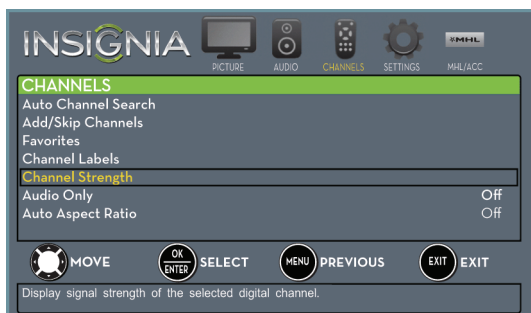 INSIGNIA
PICTURE AUDIO CHANNELS SETTINGS MHL MHL/ACC
CHANNELS
Auto Channel Search
Add/Skip Channels
Favorites
Channel Labels
Channel Strength
Audio Only Off
Auto Aspect Ratio Off
MOVE OK ENTER SELECT MENU PREVIOUS EXIT EXIT
Display signal strength of the selected digital channel.